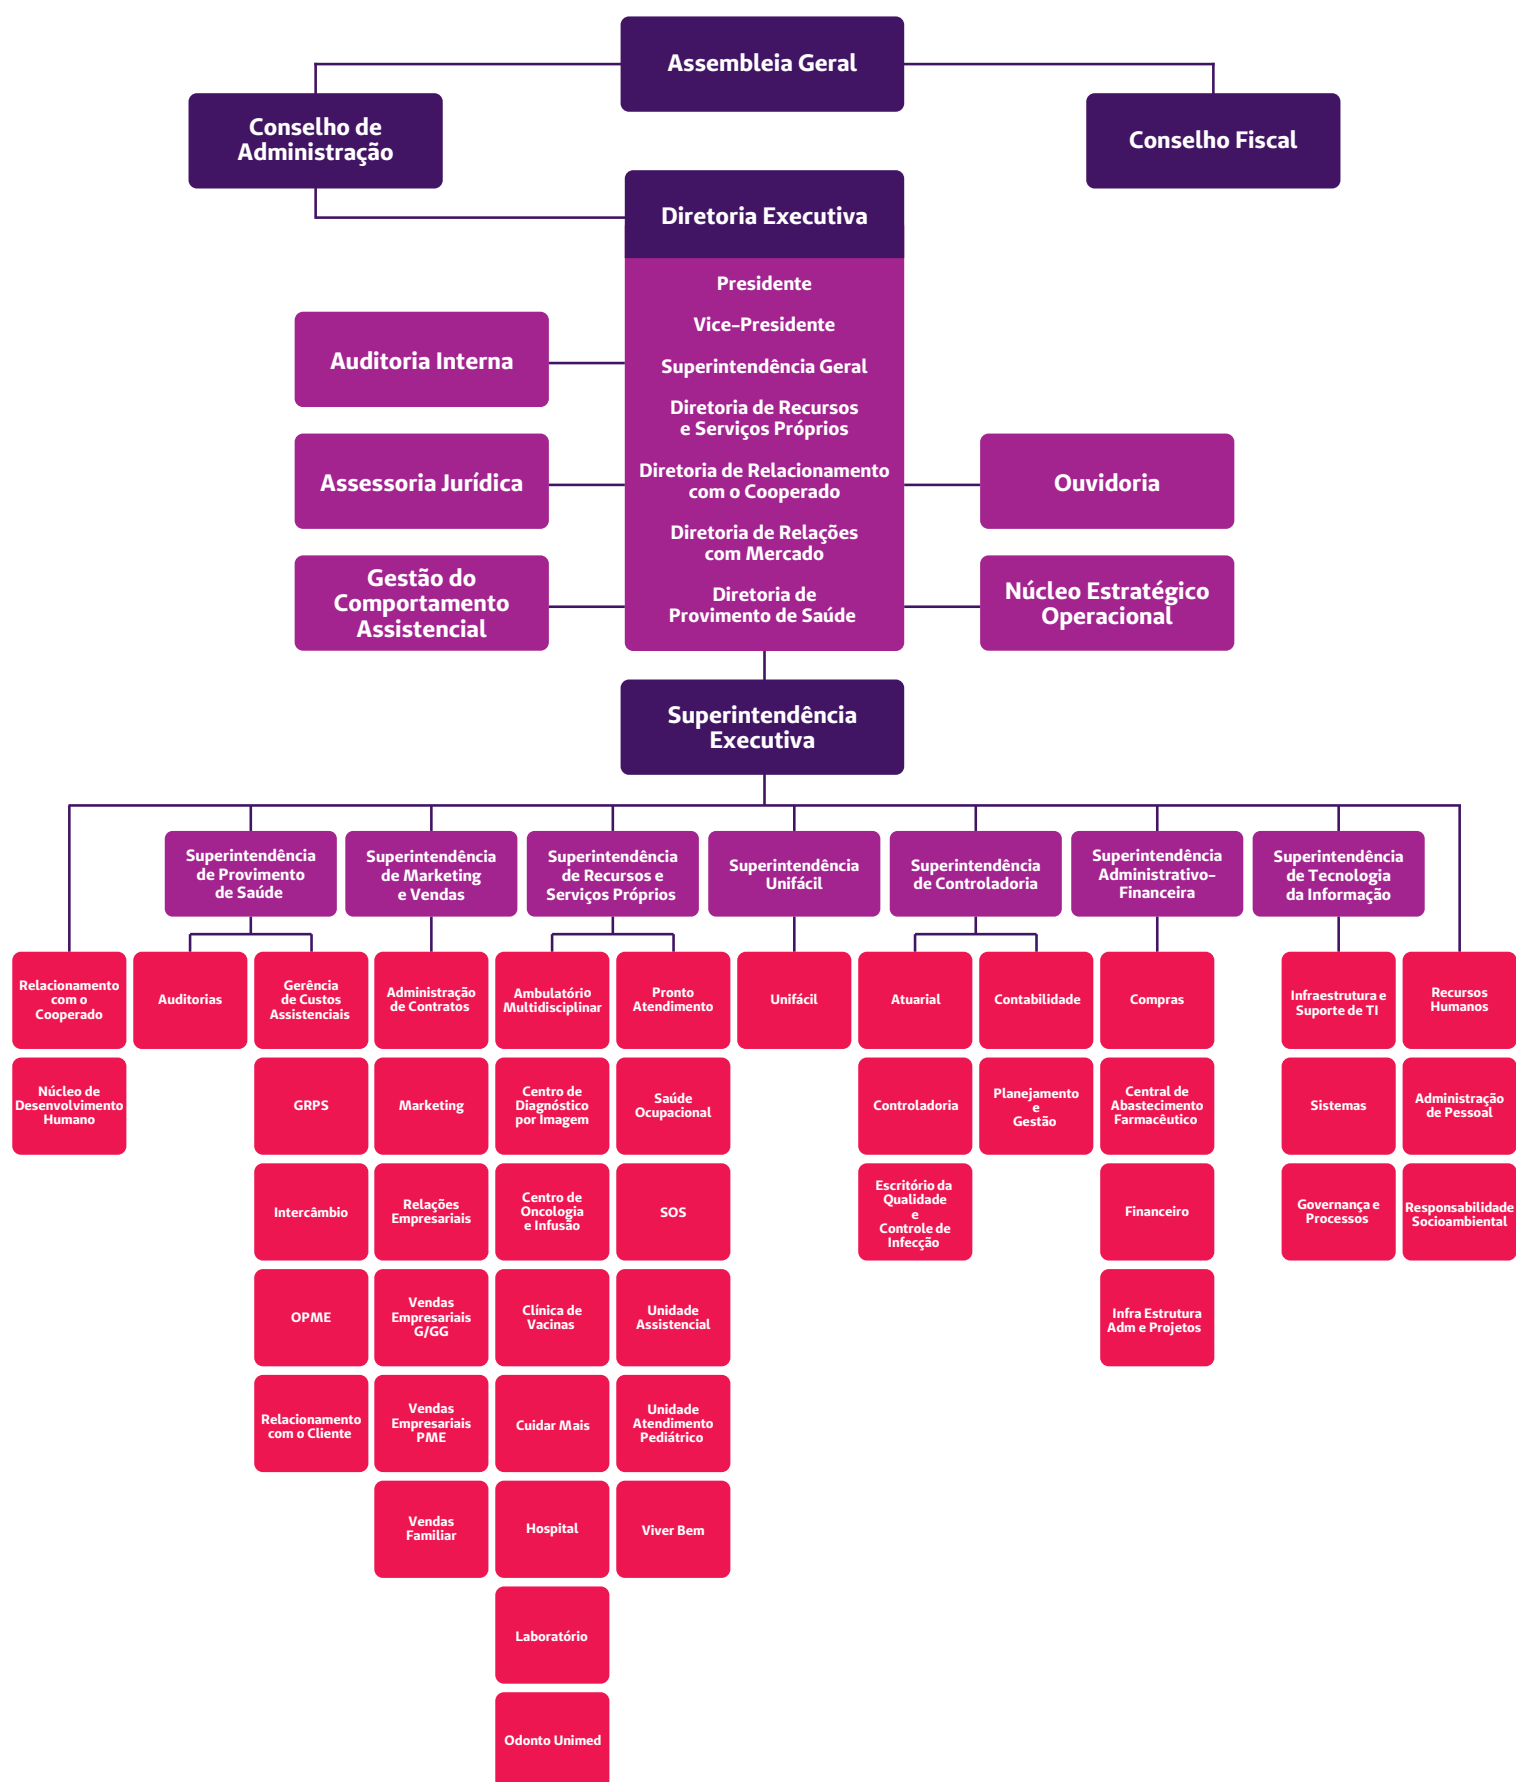 Assembleia Geral
Conselho de
Administração
Conselho Fiscal
Diretoria Executiva
Presidente
Vice-Presidente
Superintendência Geral
Diretoria de Recursos
e Serviços Próprios
Diretoria de Relacionamento
com o Cooperado
Diretoria de Relações
com Mercado
Diretoria de
Provimento de Saúde
Auditoria Interna
Assessoria Jurídica
Gestão do
Comportamento
Assistencial
Ouvidoria
Núcleo Estratégico
Operacional
Superintendência
Executiva
Superintendência
de Provimento
de Saúde
Superintendência
de Marketing
e Vendas
Superintendência
de Recursos e
Serviços Próprios
Superintendência
Unifácil
Superintendência
de Controladoria
Superintendência
Administrativo-
Financeira
Superintendência
de Tecnologia
da Informação
Relacionamento
com o
Cooperado
Núcleo de
Desenvolvimento
Humano
Auditorias
Gerência
de Custos
Assistenciais
GRPS
Intercâmbio
OPME
Relacionamento
com o Cliente
Administração
de Contratos
Marketing
Relações
Empresariais
Vendas
Empresariais
G/GG
Vendas
Empresariais
PME
Vendas
Familiar
Ambulatório
Multidisciplinar
Centro de
Diagnóstico
por Imagem
Centro de
Oncologia
e Infusão
Clínica de
Vacinas
Cuidar Mais
Hospital
Laboratório
Odonto Unimed
Pronto
Atendimento
Saúde
Ocupacional
SOS
Unidade
Assistencial
Unidade
Atendimento
Pediátrico
Viver Bem
Unifácil
Atuarial
Controladoria
Escritório da
Qualidade
e
Controle de
Infecção
Contabilidade
Planejamento
e
Gestão
Compras
Central de
Abastecimento
Farmacêutico
Financeiro
Infra Estrutura
Adm e Projetos
Infraestrutura e
Suporte de TI
Sistemas
Governança e
Processos
Recursos
Humanos
Administração
de Pessoal
Responsabilidade
Socioambiental